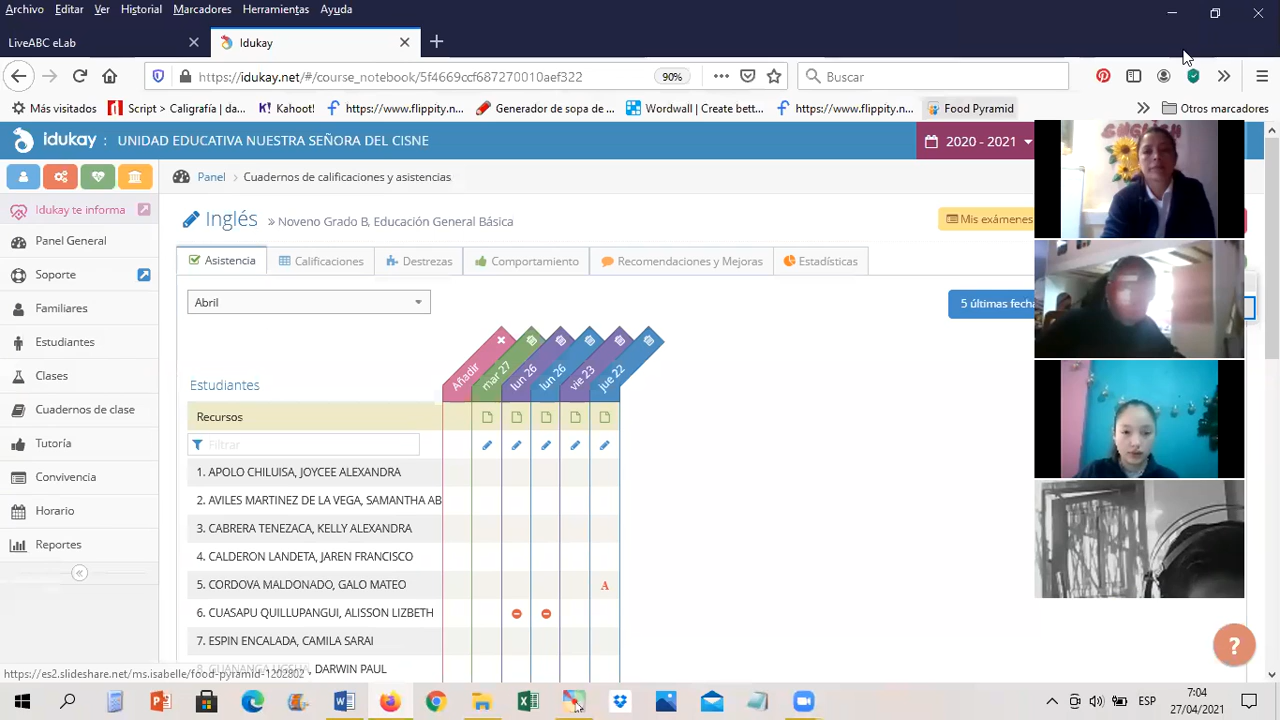 Archivo Editar Ver Historial Marcadores Herramientas Ayuda
LiveABC eLab
Idukay
https://idukay.net/#/course_notebook/5f4669ccf687270010aef322
90%
Buscar
Más visitados
Script > Caligrafía | da...
Kahoot!
https://www.flippity.n...
Generador de sopa de ...
Wordwall | Create bett...
https://www.flippity.n...
Food Pyramid
Otros marcadores
idukay : UNIDAD EDUCATIVA NUESTRA SEÑORA DEL CISNE
2020 - 2021
Panel > Cuadernos de calificaciones y asistencias
Idukay te informa
Panel General
Soporte
Familiares
Estudiantes
Clases
Cuadernos de clase
Tutoría
Convivencia
Horario
Reportes
Inglés » Noveno Grado B, Educación General Básica
Mis exámenes
Asistencia
Calificaciones
Destrezas
Comportamiento
Recomendaciones y Mejoras
Estadísticas
Abril
5 últimas fecha
Añadir
mar 27
lun 26
lun 26
vie 23
jue 22
Estudiantes
Recursos
Filtrar
1. APOLO CHILUISA, JOYCEE ALEXANDRA
2. AVILES MARTINEZ DE LA VEGA, SAMANTHA AB
3. CABRERA TENEZACA, KELLY ALEXANDRA
4. CALDERON LANDETA, JAREN FRANCISCO
5. CORDOVA MALDONADO, GALO MATEO
A
6. CUASAPU QUILLUPANGUI, ALISSON LIZBETH
7. ESPIN ENCALADA, CAMILA SARAI
DARWIN PAUL
https://es2.slideshare.net/ms.isabelle/food-pyramid-1202802
?
ESP
7:04
27/04/2021